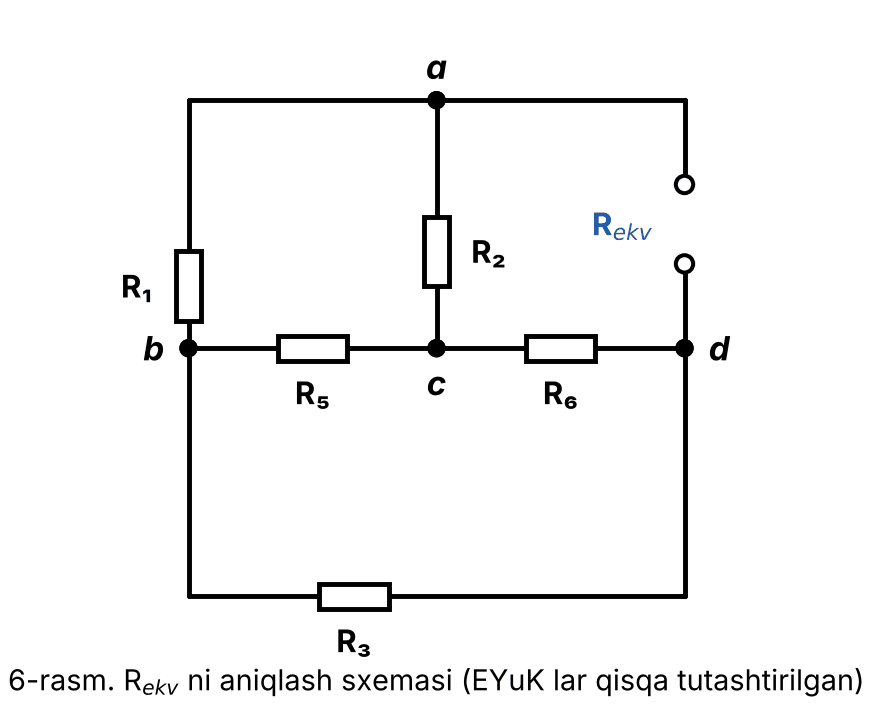 a
R₂
Rekv
R₁
b
c
d
R₅
R₆
R₃
6-rasm. Rekv ni aniqlash sxemasi (EYuK lar qisqa tutashtirilgan)